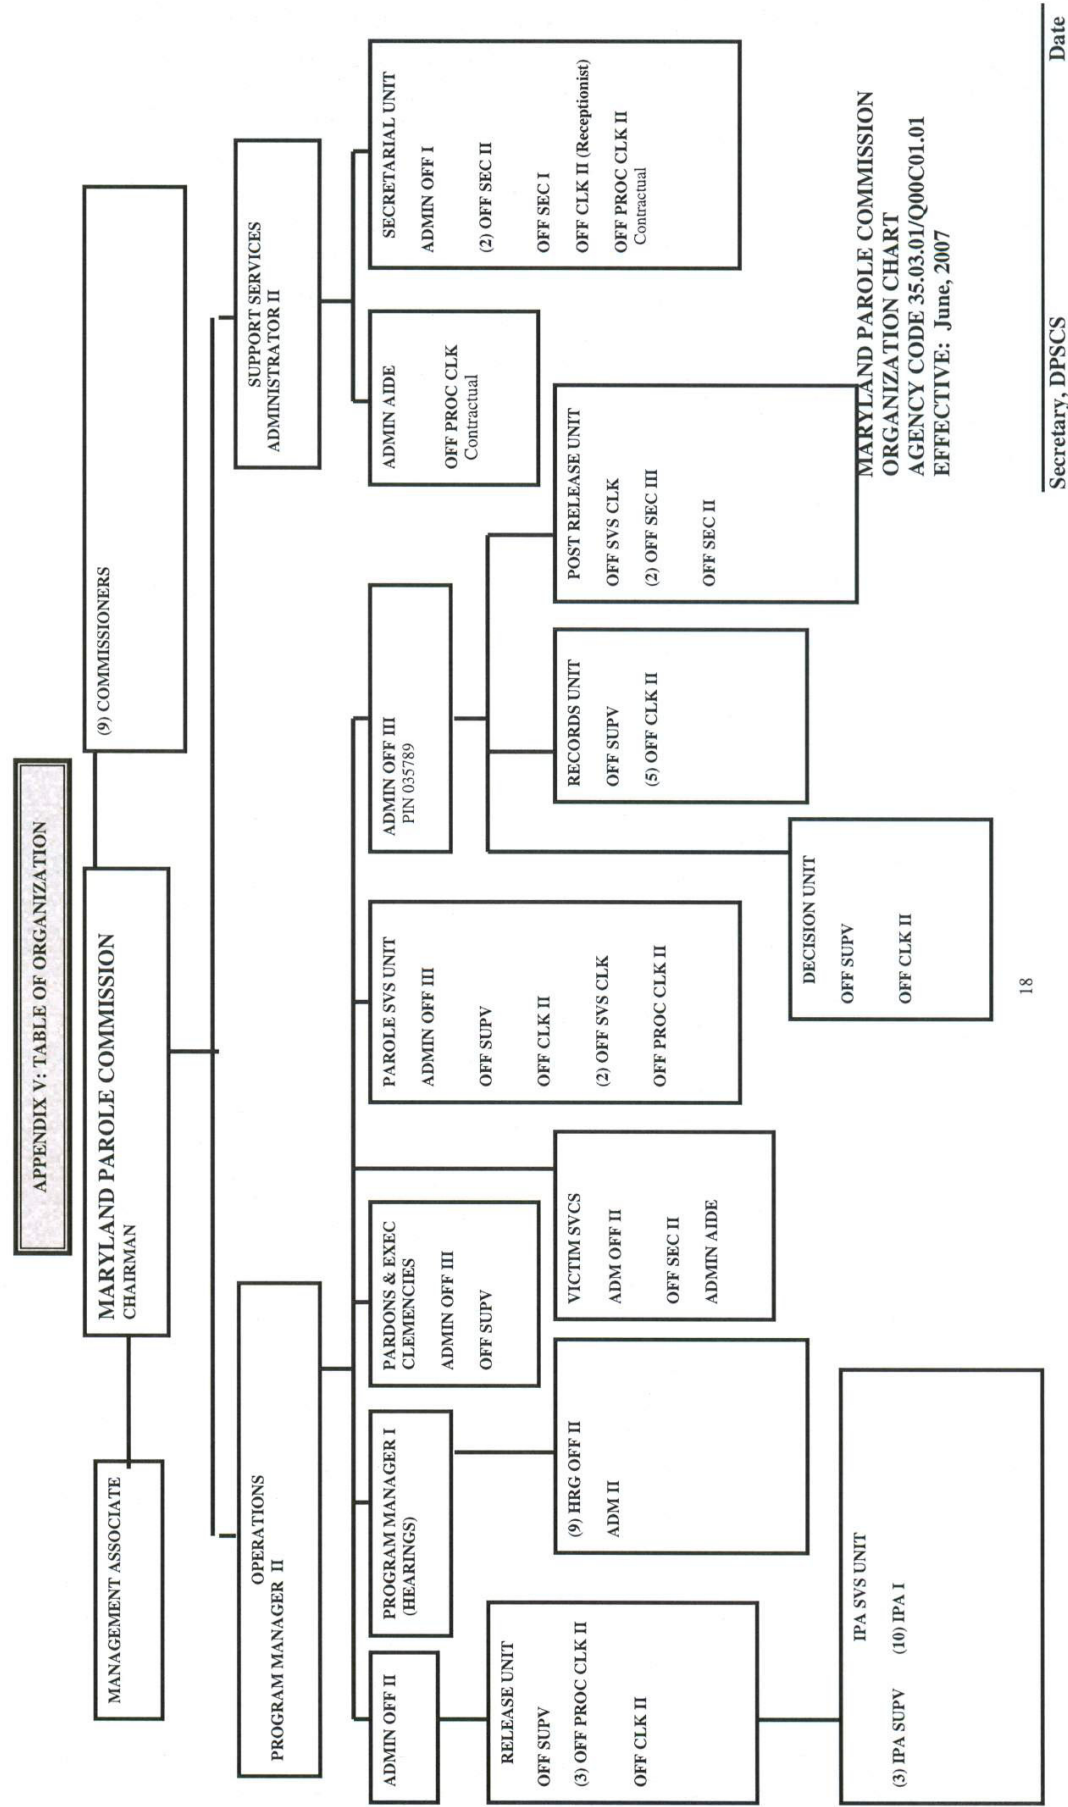 APPENDIX V: TABLE OF ORGANIZATION
MANAGEMENT ASSOCIATE
MARYLAND PAROLE COMMISSION
CHAIRMAN
(9) COMMISSIONERS
OPERATIONS
PROGRAM MANAGER II
SUPPORT SERVICES
ADMINISTRATOR II
ADMIN OFF II
PROGRAM MANAGER I
(HEARINGS)
PARDONS & EXEC
CLEMENCIES
ADMIN OFF III
OFF SUPV
PAROLE SVS UNIT
ADMIN OFF III
OFF SUPV
OFF CLK II
(2) OFF SVS CLK
OFF PROC CLK II
ADMIN OFF III
PIN 035789
ADMIN AIDE
OFF PROC CLK
Contractual
SECRETARIAL UNIT
ADMIN OFF I
(2) OFF SEC II
OFF SEC I
OFF CLK II (Receptionist)
OFF PROC CLK II
Contractual
RELEASE UNIT
OFF SUPV
(3) OFF PROC CLK II
OFF CLK II
(9) HRG OFF II
ADM II
VICTIM SVCS
ADM OFF II
OFF SEC II
ADMIN AIDE
RECORDS UNIT
OFF SUPV
(5) OFF CLK II
POST RELEASE UNIT
OFF SVS CLK
(2) OFF SEC III
OFF SEC II
DECISION UNIT
OFF SUPV
OFF CLK II
IPA SVS UNIT
(3) IPA SUPV (10) IPA I
MARYLAND PAROLE COMMISSION
ORGANIZATION CHART
AGENCY CODE 35.03.01/Q00C01.01
EFFECTIVE: June, 2007
18
Secretary, DPSCS Date